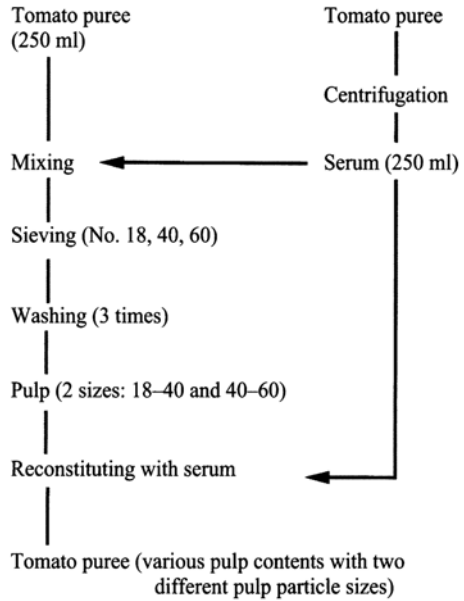 Tomato puree
(250 ml)
Tomato puree
Centrifugation
Mixing
Serum (250 ml)
Sieving (No. 18, 40, 60)
Washing (3 times)
Pulp (2 sizes: 18–40 and 40–60)
Reconstituting with serum
Tomato puree (various pulp contents with two
different pulp particle sizes)